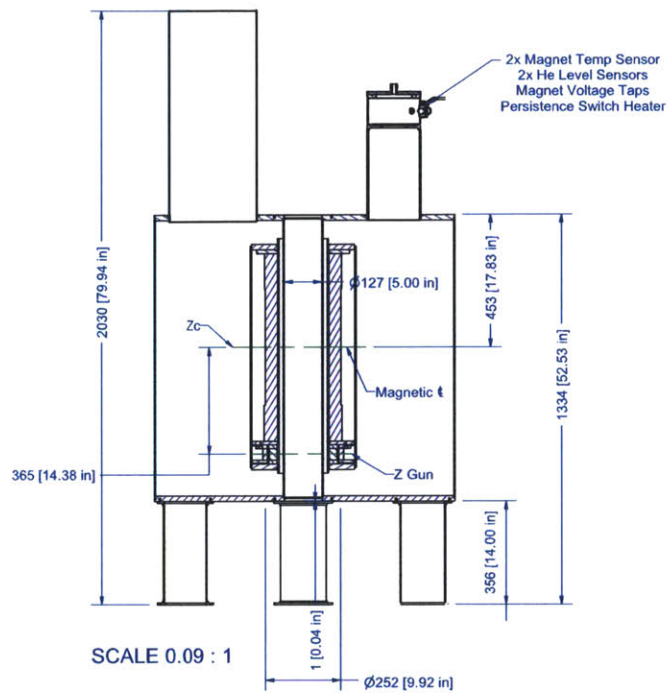 2x Magnet Temp Sensor
2x He Level Sensors
Magnet Voltage Taps
Persistence Switch Heater
2030 [79.94 in]
Ø127 [5.00 in]
453 [17.83 in]
Zc
Magnetic ℄
1334 [52.53 in]
365 [14.38 in]
Z Gun
356 [14.00 in]
1 [0.04 in]
SCALE 0.09 : 1
Ø252 [9.92 in]